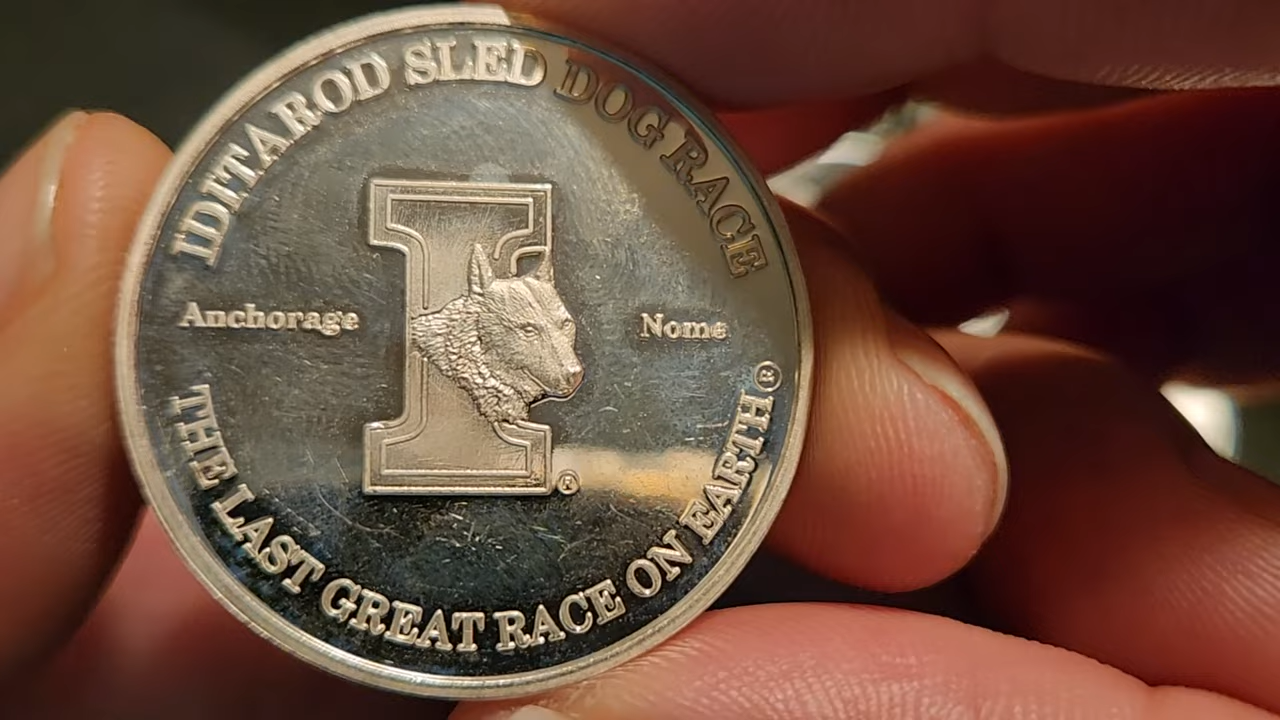 IDITAROD SLED DOG RACE
Anchorage
Nome
I
®
THE LAST GREAT RACE ON EARTH®